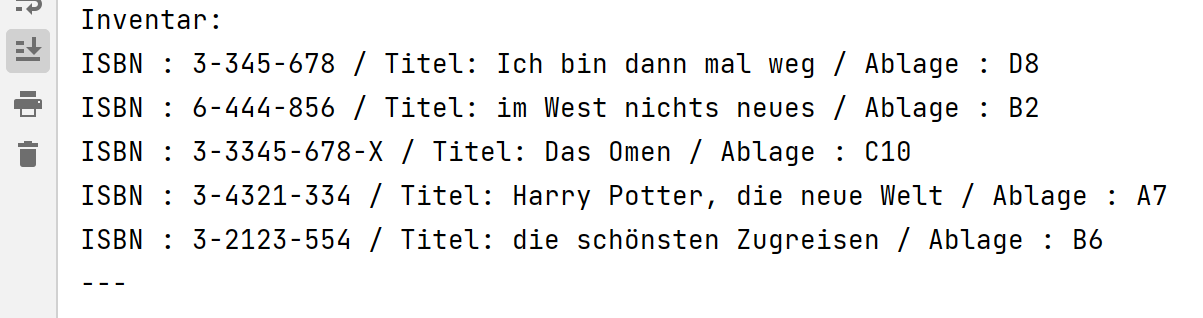 Inventar:
ISBN : 3-345-678 / Titel: Ich bin dann mal weg / Ablage : D8
ISBN : 6-444-856 / Titel: im West nichts neues / Ablage : B2
ISBN : 3-3345-678-X / Titel: Das Omen / Ablage : C10
ISBN : 3-4321-334 / Titel: Harry Potter, die neue Welt / Ablage : A7
ISBN : 3-2123-554 / Titel: die schönsten Zugreisen / Ablage : B6
---